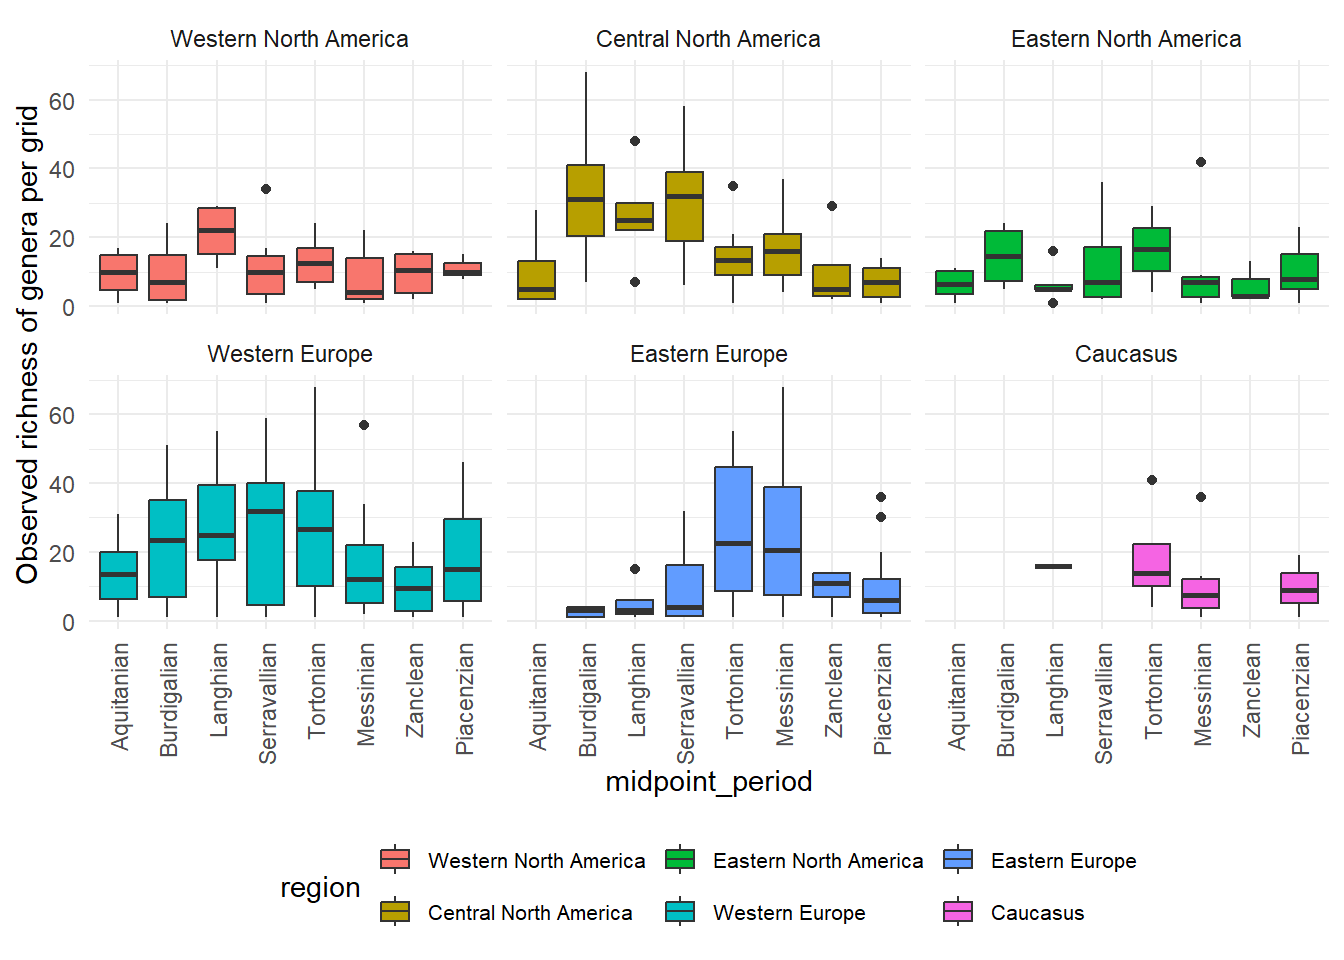 Western North America
Central North America
Eastern North America
Observed richness of genera per grid
60
40
20
0
Western Europe
Eastern Europe
Caucasus
60
40
20
0
Aquitanian
Burdigalian
Langhian
Serravallian
Tortonian
Messinian
Zanclean
Piacenzian
Aquitanian
Burdigalian
Langhian
Serravallian
Tortonian
Messinian
Zanclean
Piacenzian
Aquitanian
Burdigalian
Langhian
Serravallian
Tortonian
Messinian
Zanclean
Piacenzian
midpoint_period
region
Western North America
Eastern North America
Eastern Europe
Central North America
Western Europe
Caucasus